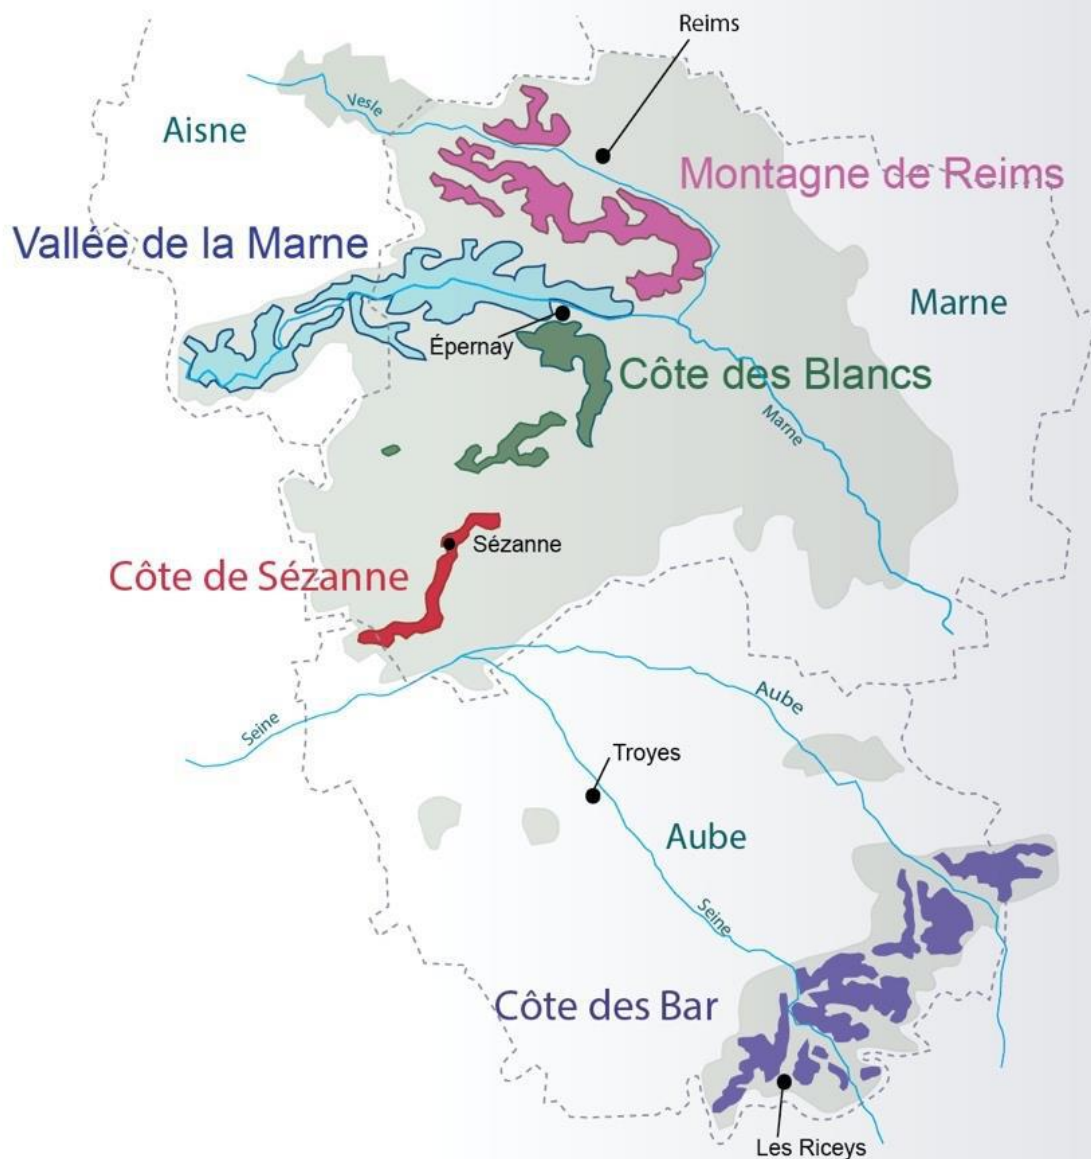 Reims
Vesle
Aisne
Montagne de Reims
Vallée de la Marne
Marne
Épernay
Côte des Blancs
Marne
Sézanne
Côte de Sézanne
Seine
Aube
Troyes
Aube
Seine
Côte des Bar
Les Riceys